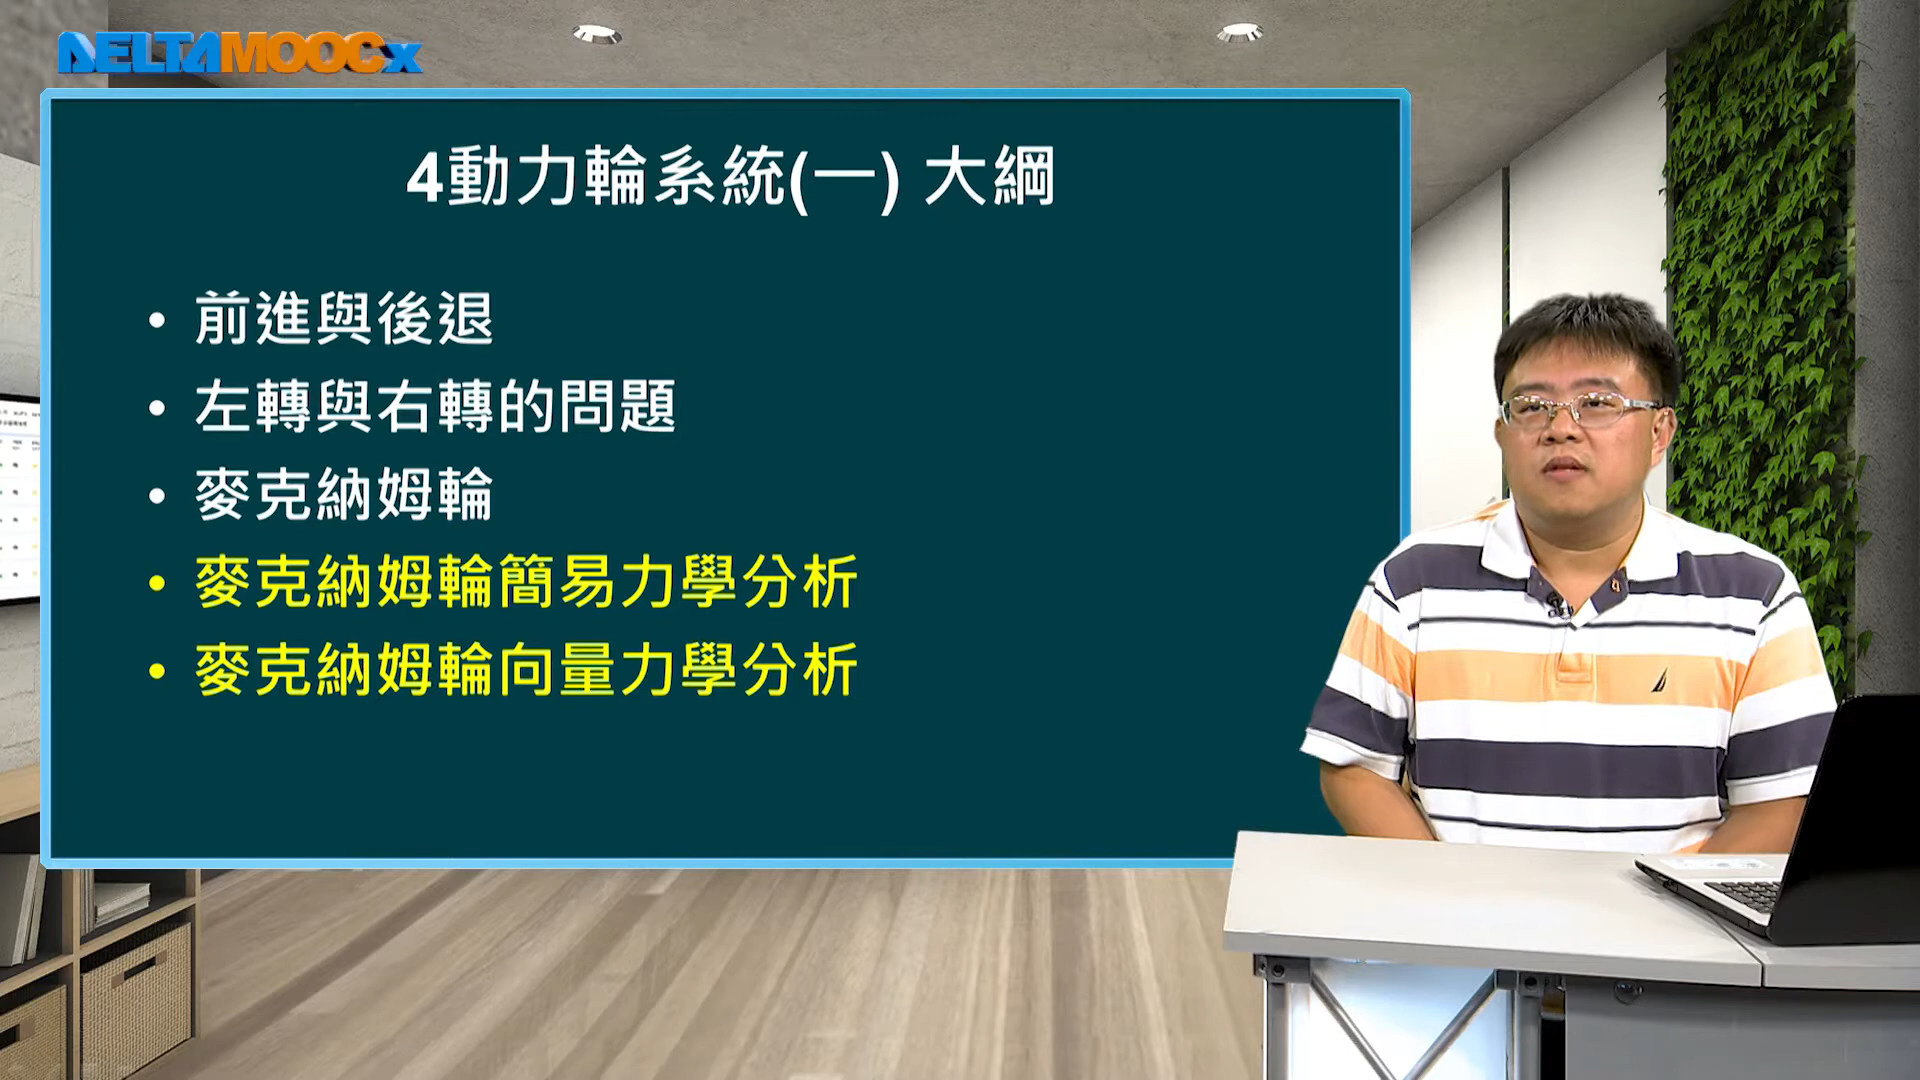 DELTAMOOCx
4動力輪系統(一) 大綱
• 前進與後退
• 左轉與右轉的問題
• 麥克納姆輪
• 麥克納姆輪簡易力學分析
• 麥克納姆輪向量力學分析